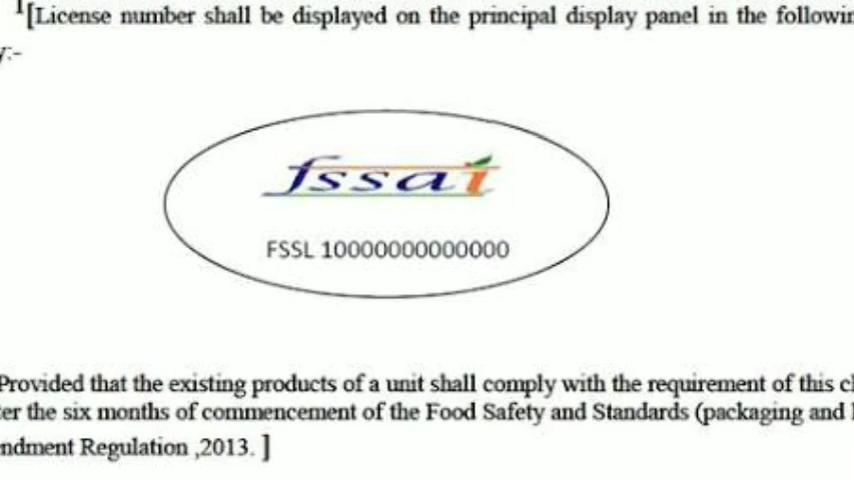 1[License number shall be displayed on the principal display panel in the followin
y:-
fssai
FSSL 10000000000000
Provided that the existing products of a unit shall comply with the requirement of this cl
ter the six months of commencement of the Food Safety and Standards (packaging and l
ndment Regulation ,2013. ]